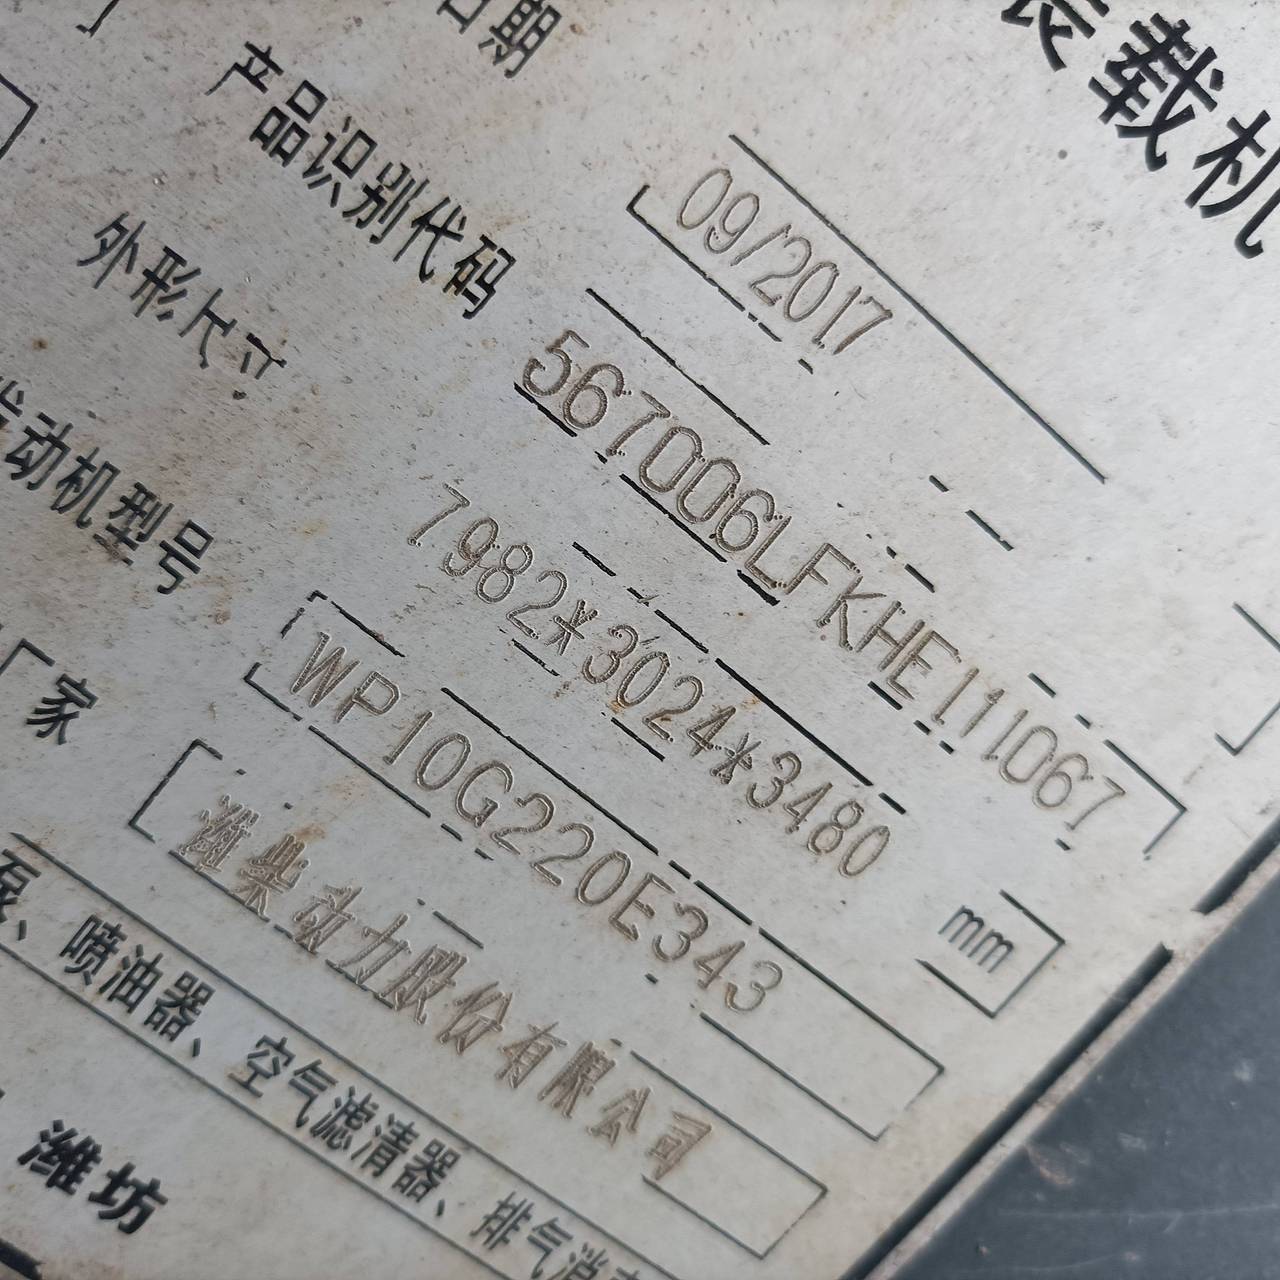 装载机
日期 09/2017
产品识别代码 567006LFKHE111067
外形尺寸 7982*3024*3480 mm
发动机型号 WP10G220E343
厂家 潍柴动力股份有限公司
泵、喷油器、空气滤清器、排气消
潍坊